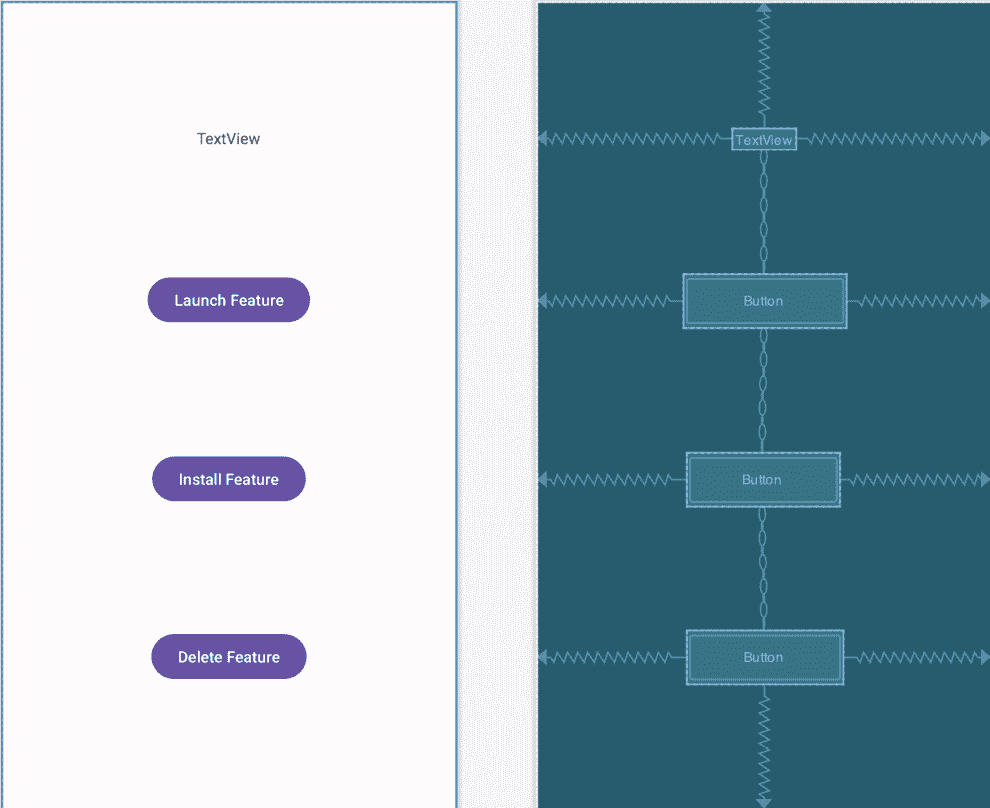 TextView
Launch Feature
Install Feature
Delete Feature
TextView
Button
Button
Button